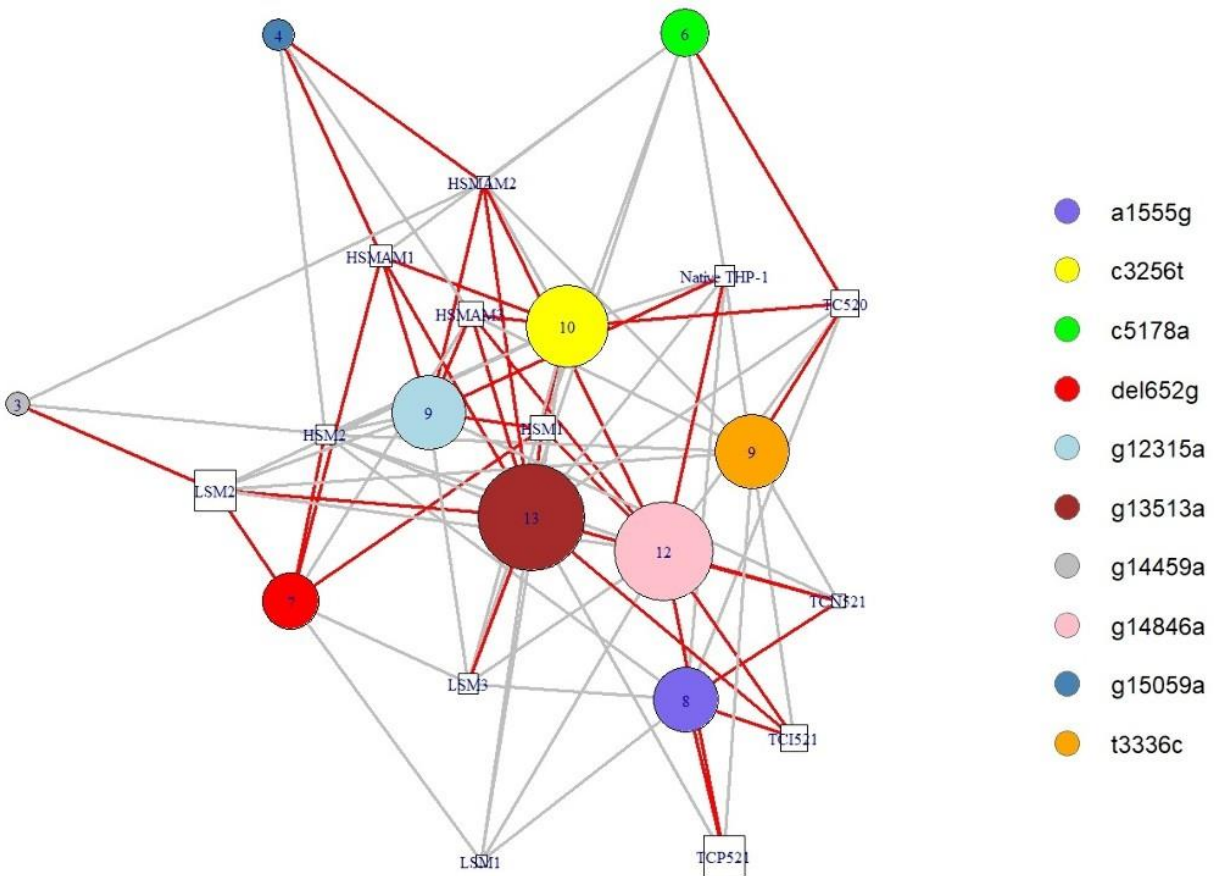 4
6
HSMAM2
HSMAM1
Native THP-1
TC520
HSMAM3
10
3
9
HSM1
HSM2
9
LSM2
13
12
7
TCN521
LSM3
8
TCI521
LSM1
TCP521
a1555g
c3256t
c5178a
del652g
g12315a
g13513a
g14459a
g14846a
g15059a
t3336c